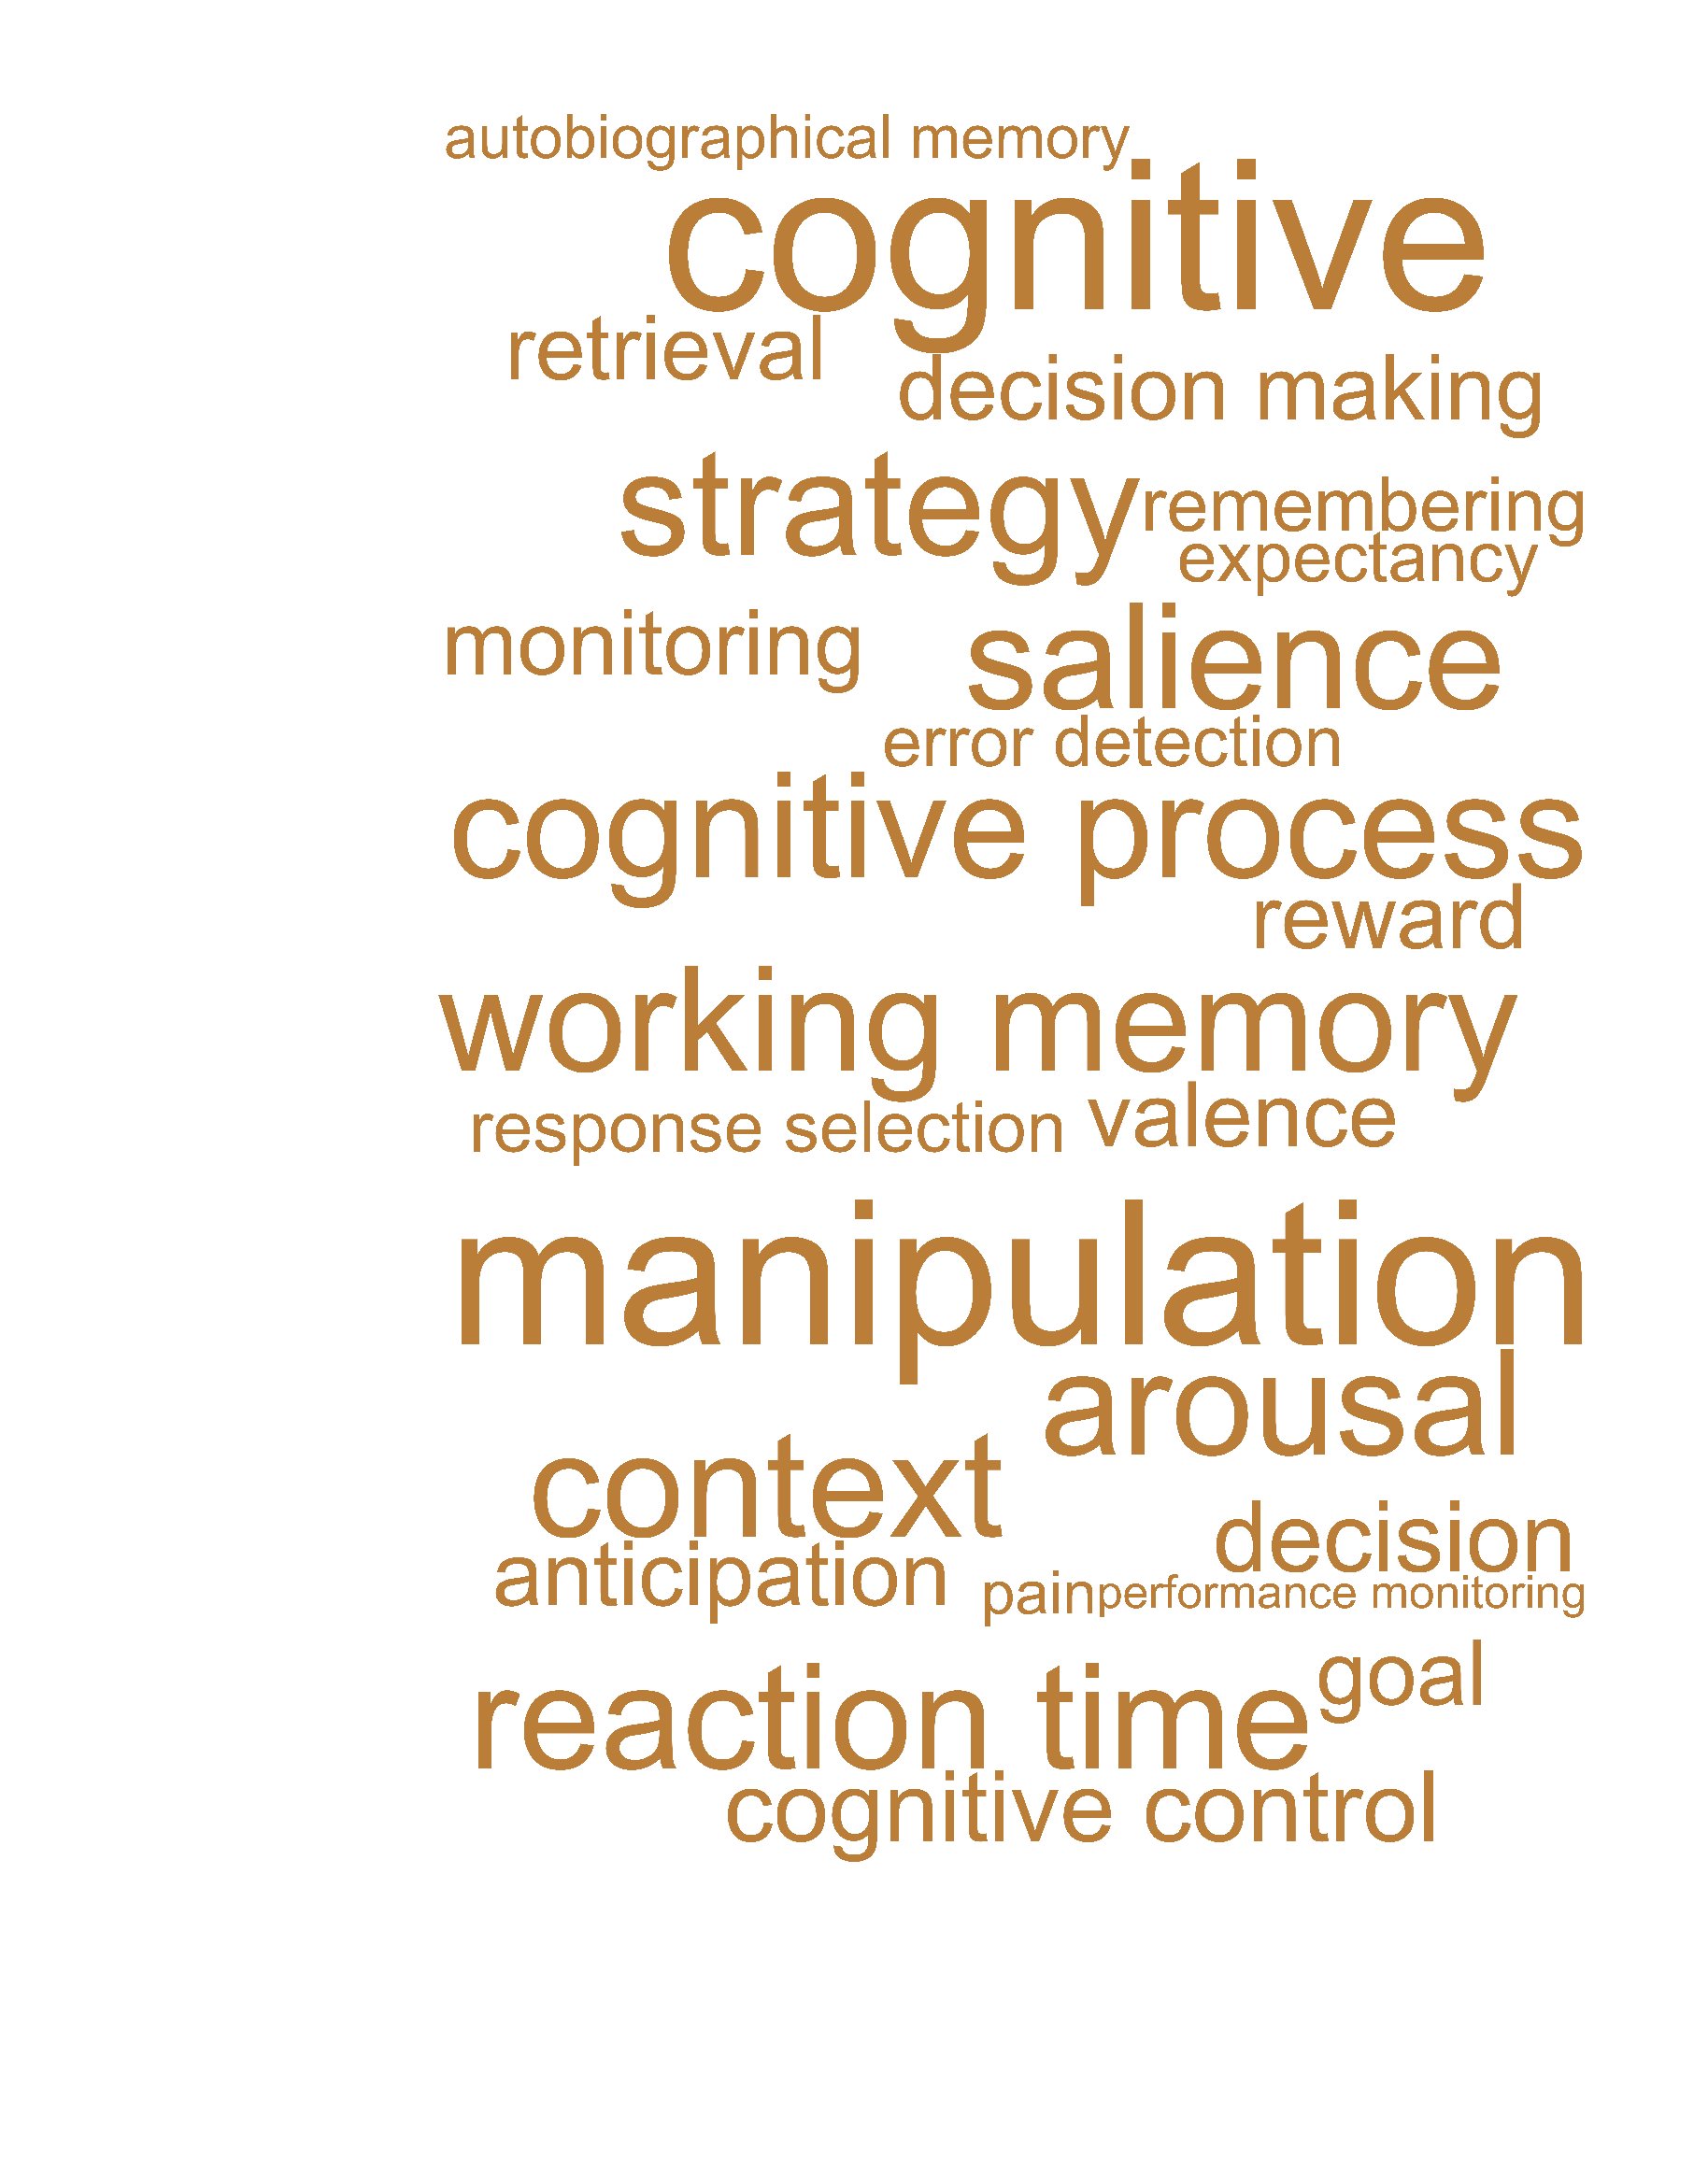 autobiographical memory
cognitive
retrieval
decision making
strategy
remembering
expectancy
monitoring
salience
error detection
cognitive process
reward
working memory
response selection
valence
manipulation
arousal
context
decision
anticipation
pain
performance monitoring
goal
reaction time
cognitive control